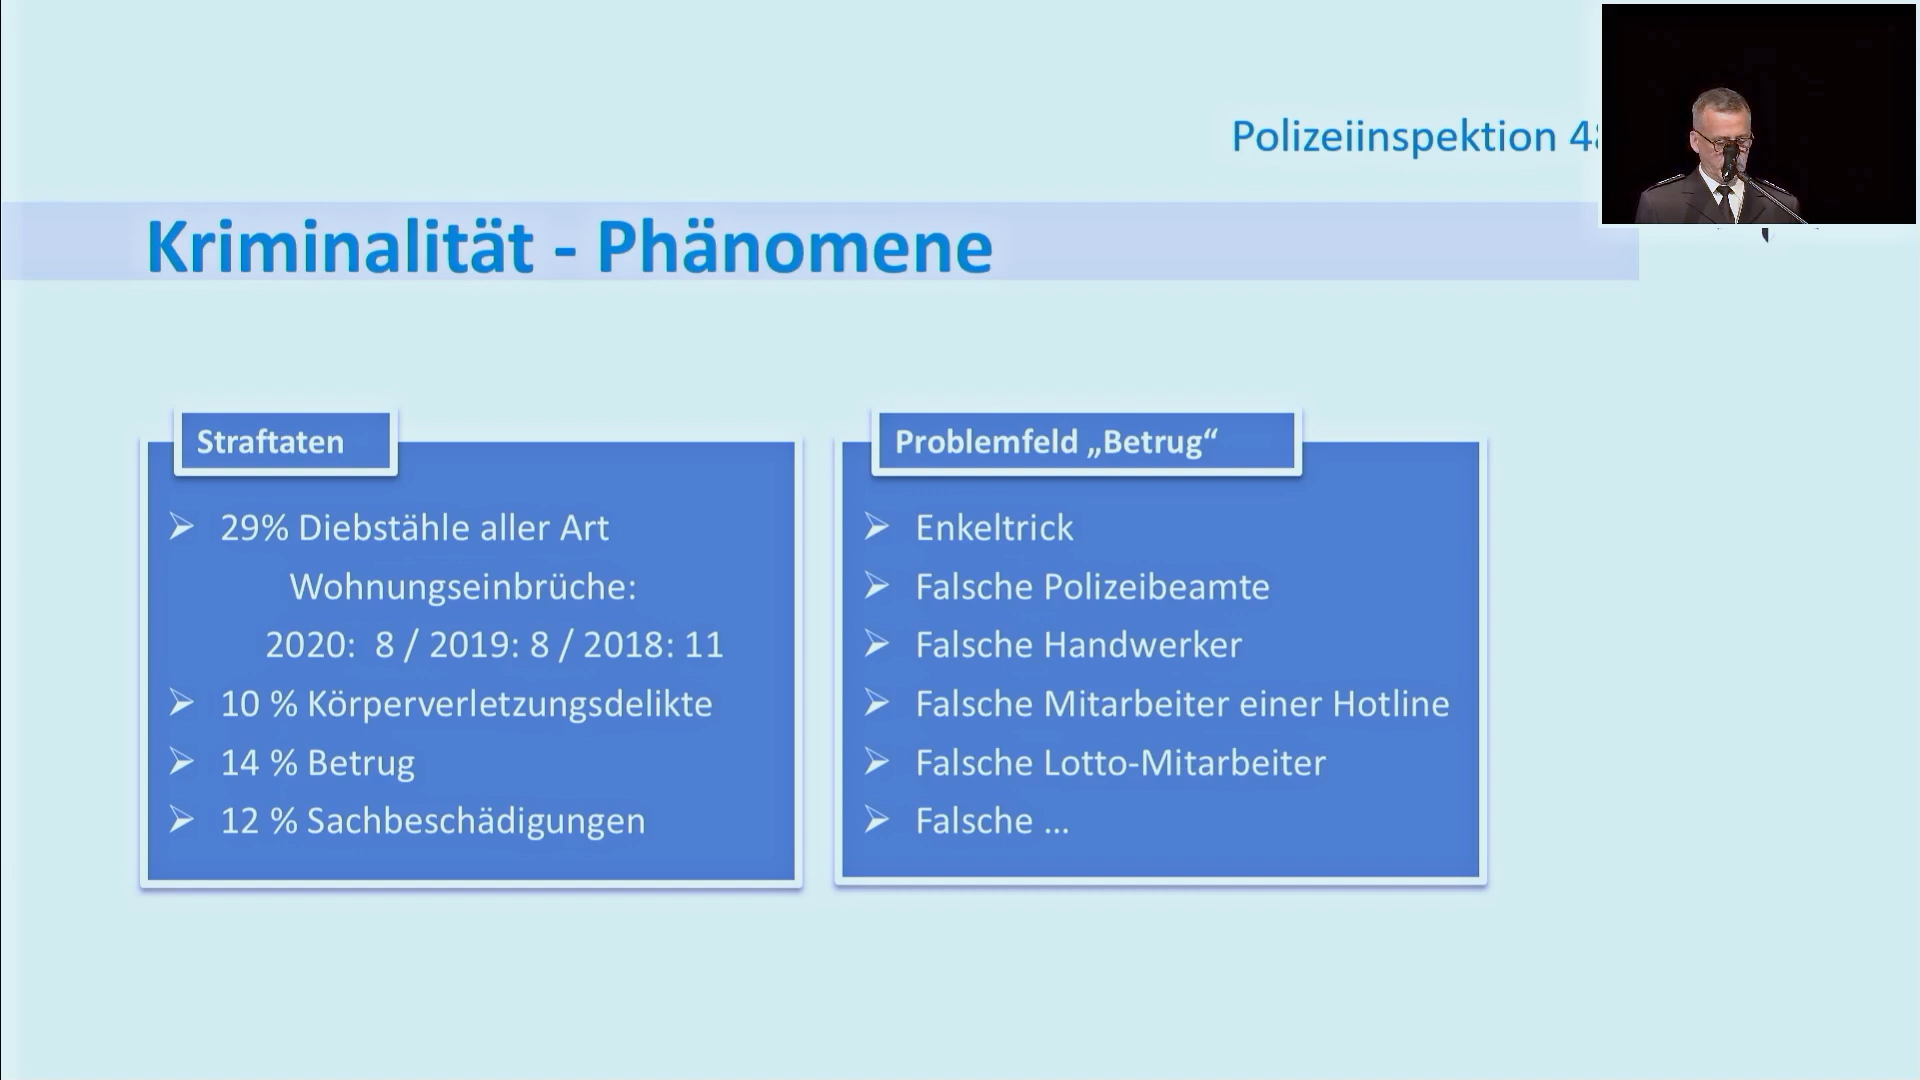 Polizeiinspektion
Kriminalität - Phänomene
Straftaten
29% Diebstähle aller Art
Wohnungseinbrüche:
2020: 8 / 2019: 8 / 2018: 11
10 % Körperverletzungsdelikte
14 % Betrug
12 % Sachbeschädigungen
Problemfeld „Betrug“
Enkeltrick
Falsche Polizeibeamte
Falsche Handwerker
Falsche Mitarbeiter einer Hotline
Falsche Lotto-Mitarbeiter
Falsche ...